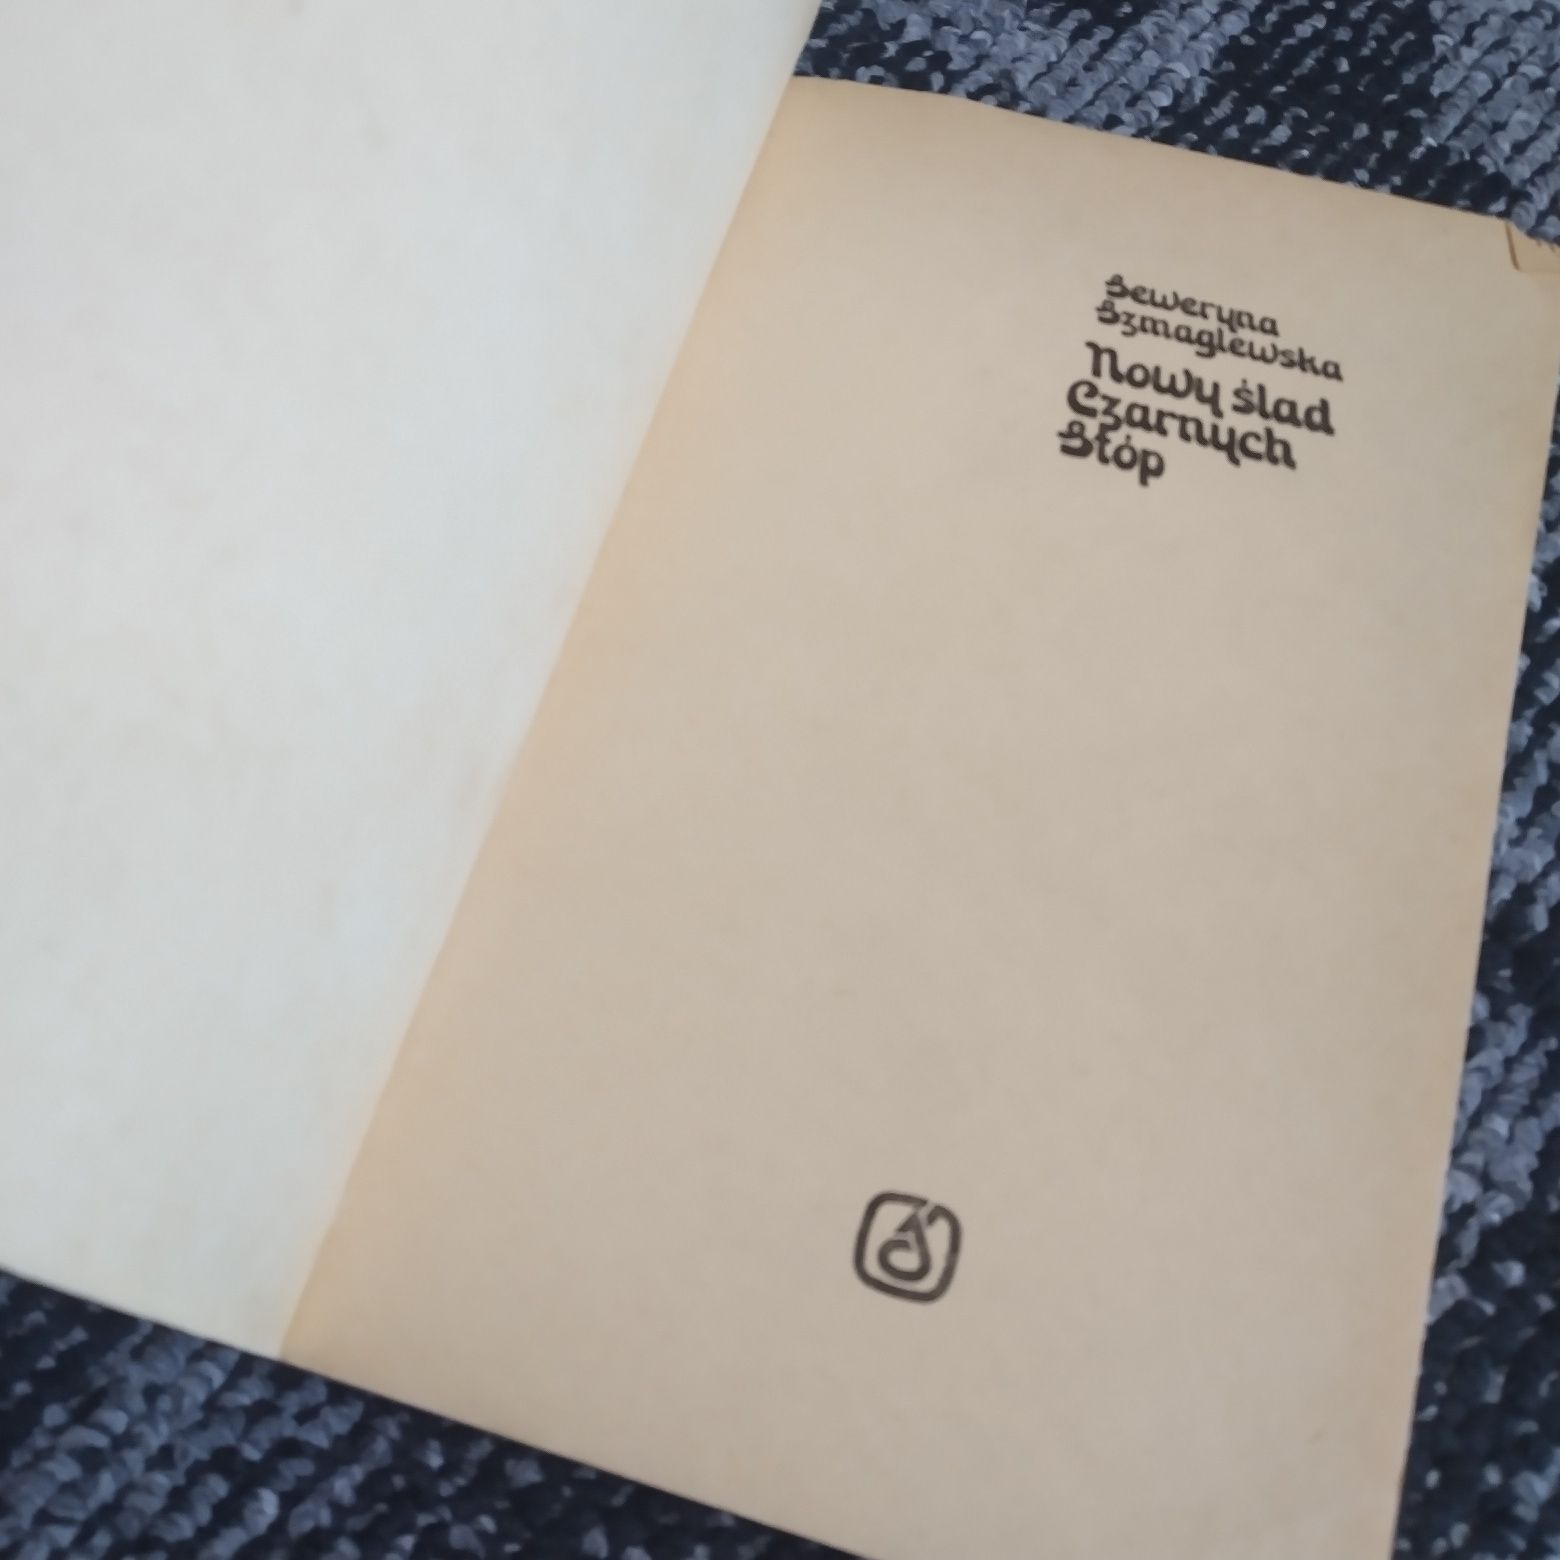 Seweryna
Szmaglewska
Nowy ślad
Czarnych
Stóp